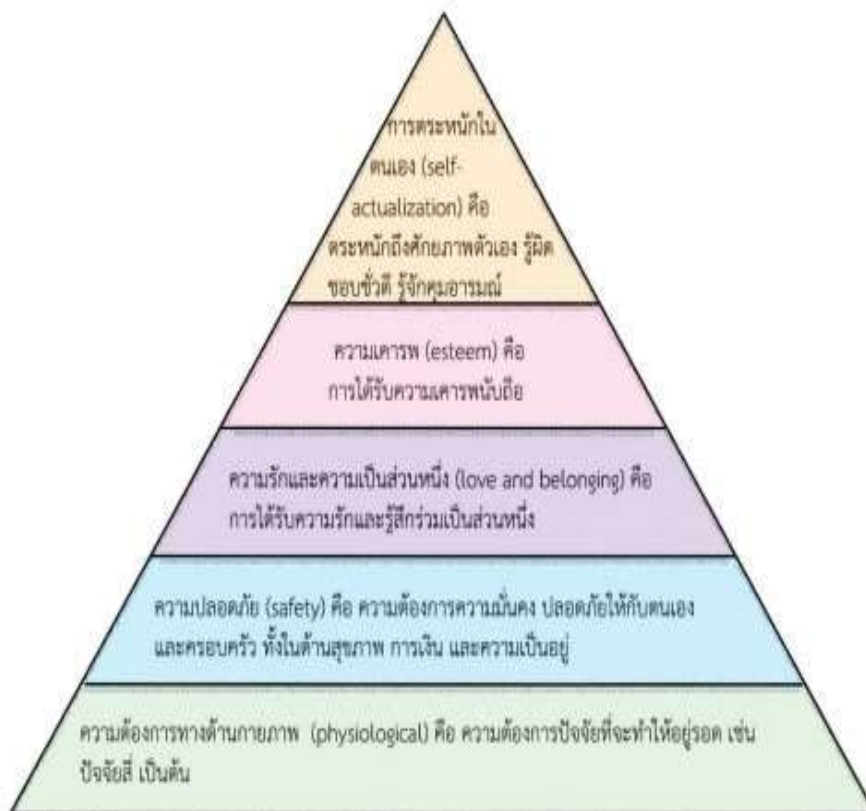 การตระหนักใน
ตนเอง (self-
actualization) คือ
ตระหนักถึงศักยภาพตัวเอง รู้ผิด
ชอบชั่วดี รู้จักคุมอารมณ์
ความเคารพ (esteem) คือ
การได้รับความเคารพนับถือ
ความรักและความเป็นส่วนหนึ่ง (love and belonging) คือ
การได้รับความรักและรู้สึกร่วมเป็นส่วนหนึ่ง
ความปลอดภัย (safety) คือ ความต้องการความมั่นคง ปลอดภัยให้กับตนเอง
และครอบครัว ทั้งในด้านสุขภาพ การเงิน และความเป็นอยู่
ความต้องการทางด้านกายภาพ (physiological) คือ ความต้องการปัจจัยที่จะทำให้อยู่รอด เช่น
ปัจจัยสี่ เป็นต้น